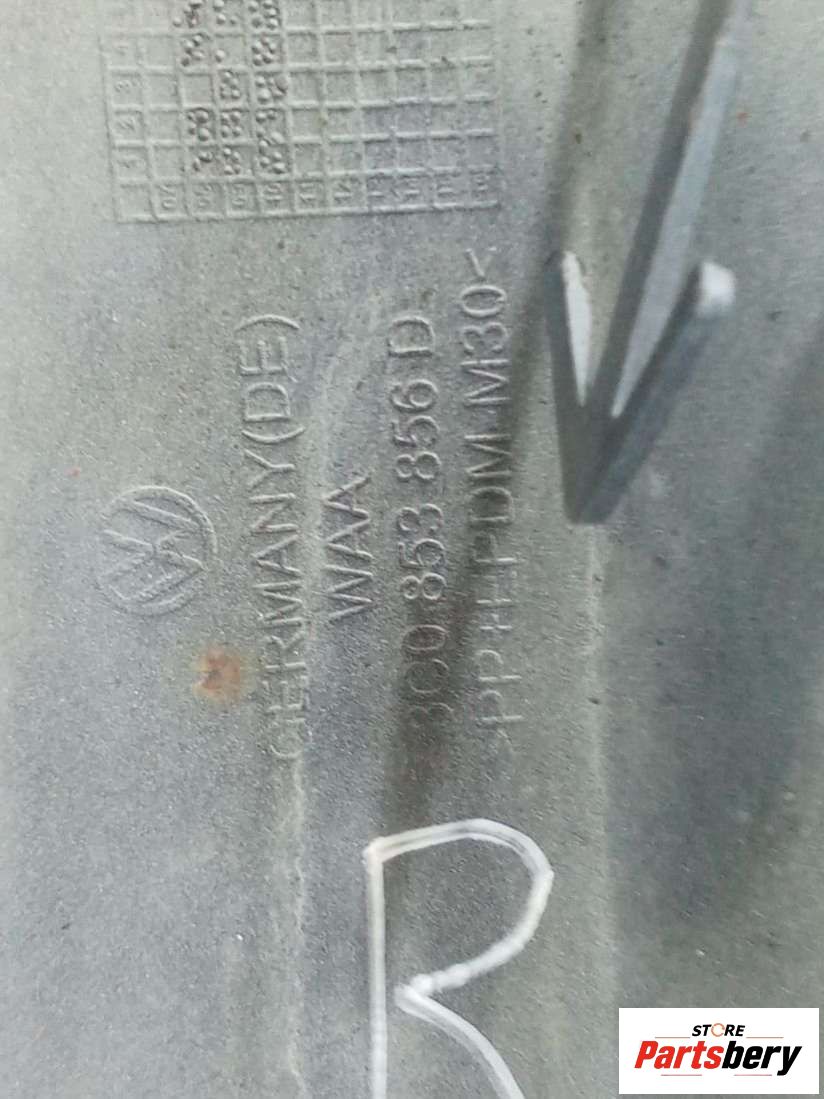 GERMANY(DE)
WAA
3C0 853 856 D
>PP+EPDM-M30<
R
STORE
Partsbery